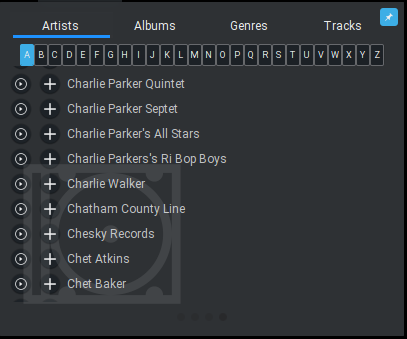 Artists Albums Genres Tracks
A B C D E F G H I J K L M N O P Q R S T U V W X Y Z
Charlie Parker Quintet
Charlie Parker Septet
Charlie Parker's All Stars
Charlie Parkers's Ri Bop Boys
Charlie Walker
Chatham County Line
Chesky Records
Chet Atkins
Chet Baker